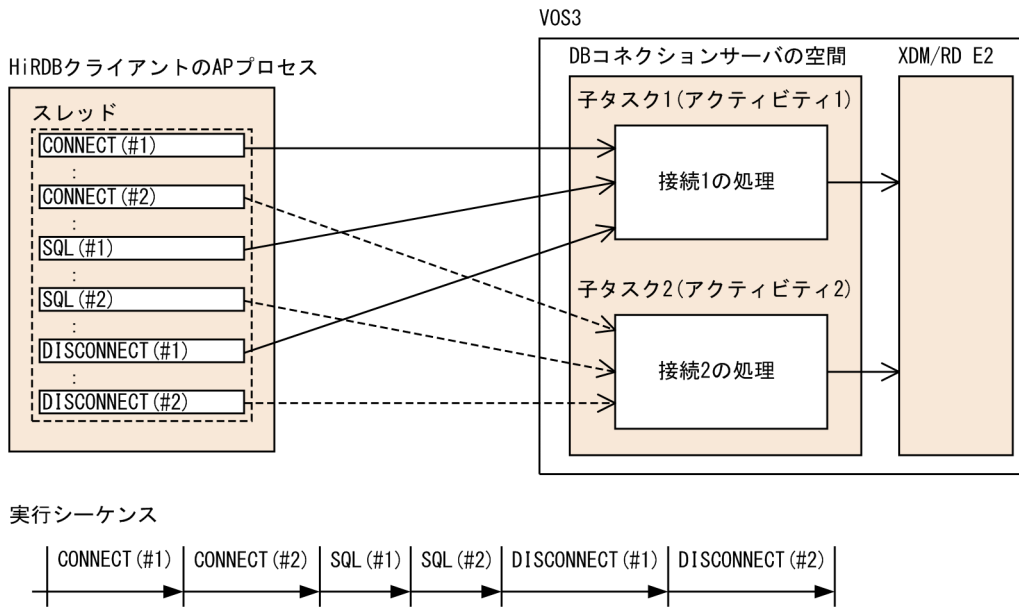 VOS3
HiRDBクライアントのAPプロセス
DBコネクションサーバの空間
XDM/RD E2
スレッド
CONNECT(#1)
:
CONNECT(#2)
:
SQL(#1)
:
SQL(#2)
:
DISCONNECT(#1)
:
DISCONNECT(#2)
子タスク1(アクティビティ1)
接続1の処理
子タスク2(アクティビティ2)
接続2の処理
実行シーケンス
CONNECT(#1) CONNECT(#2) SQL(#1) SQL(#2) DISCONNECT(#1) DISCONNECT(#2)